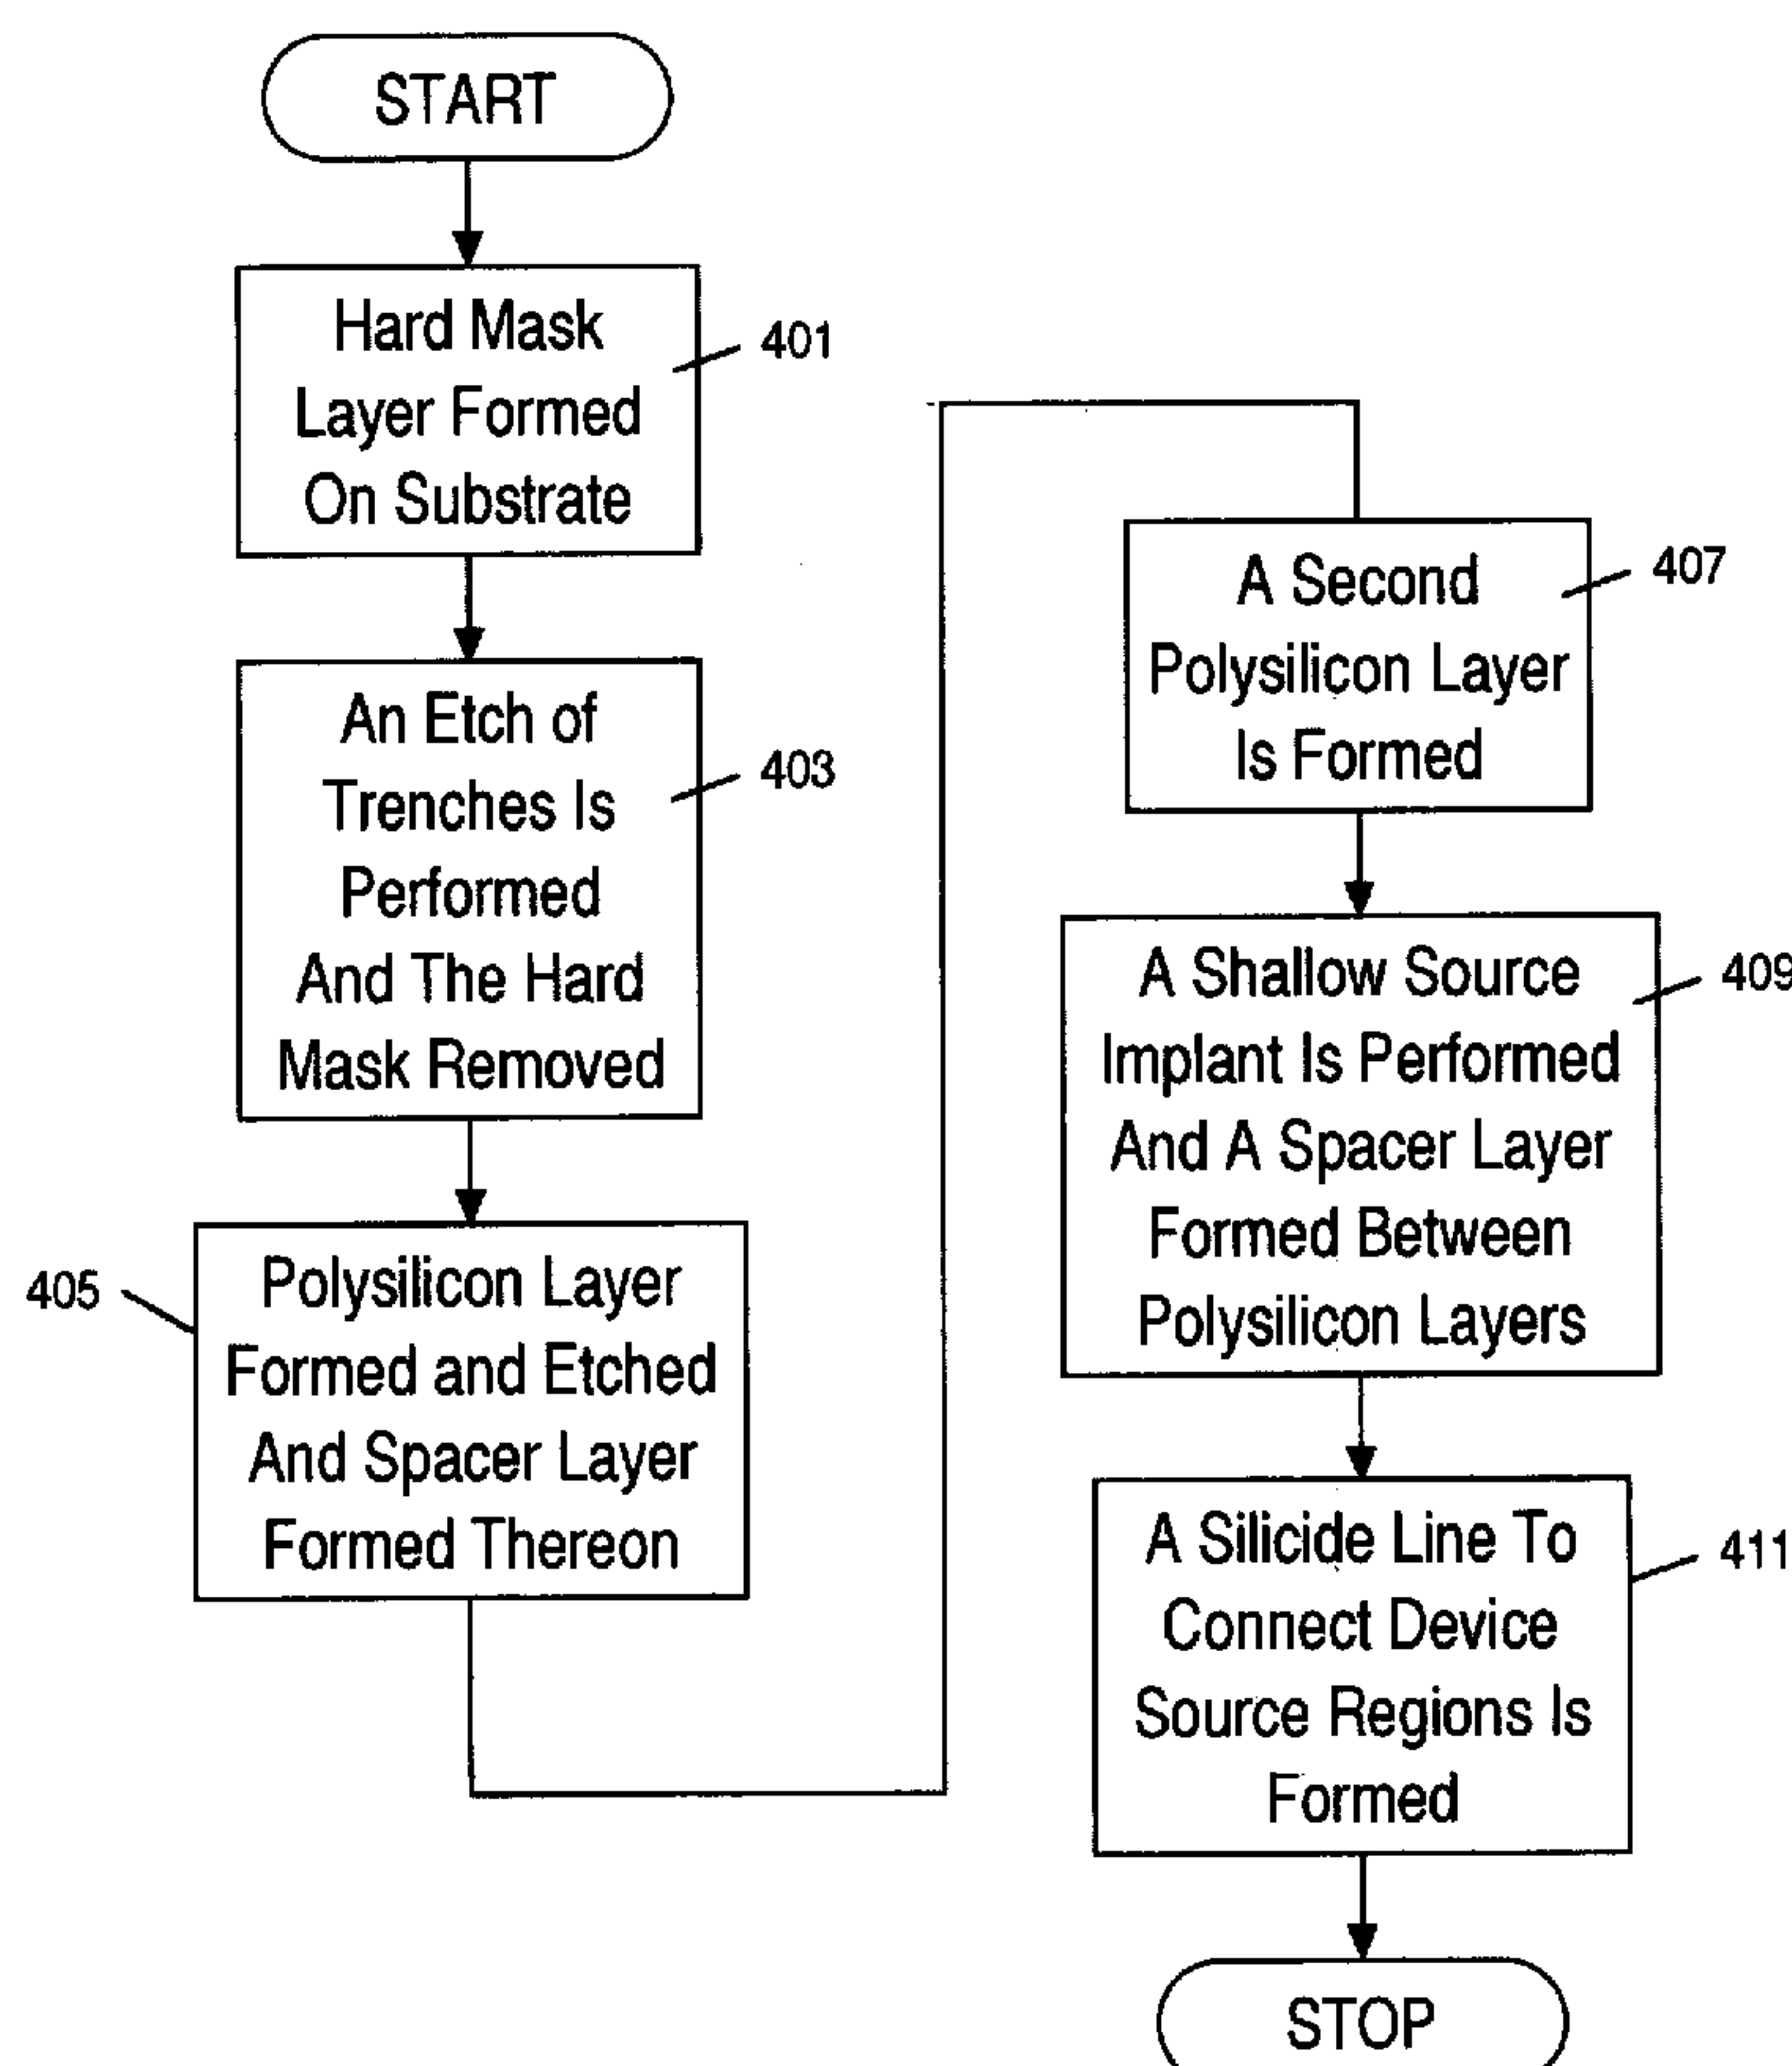 START
Hard Mask
Layer Formed
On Substrate
401
An Etch of
Trenches Is
Performed
And The Hard
Mask Removed
403
405
Polysilicon Layer
Formed and Etched
And Spacer Layer
Formed Thereon
A Second
Polysilicon Layer
Is Formed
407
A Shallow Source
Implant Is Performed
And A Spacer Layer
Formed Between
Polysilicon Layers
409
A Silicide Line To
Connect Device
Source Regions Is
Formed
411
STOP